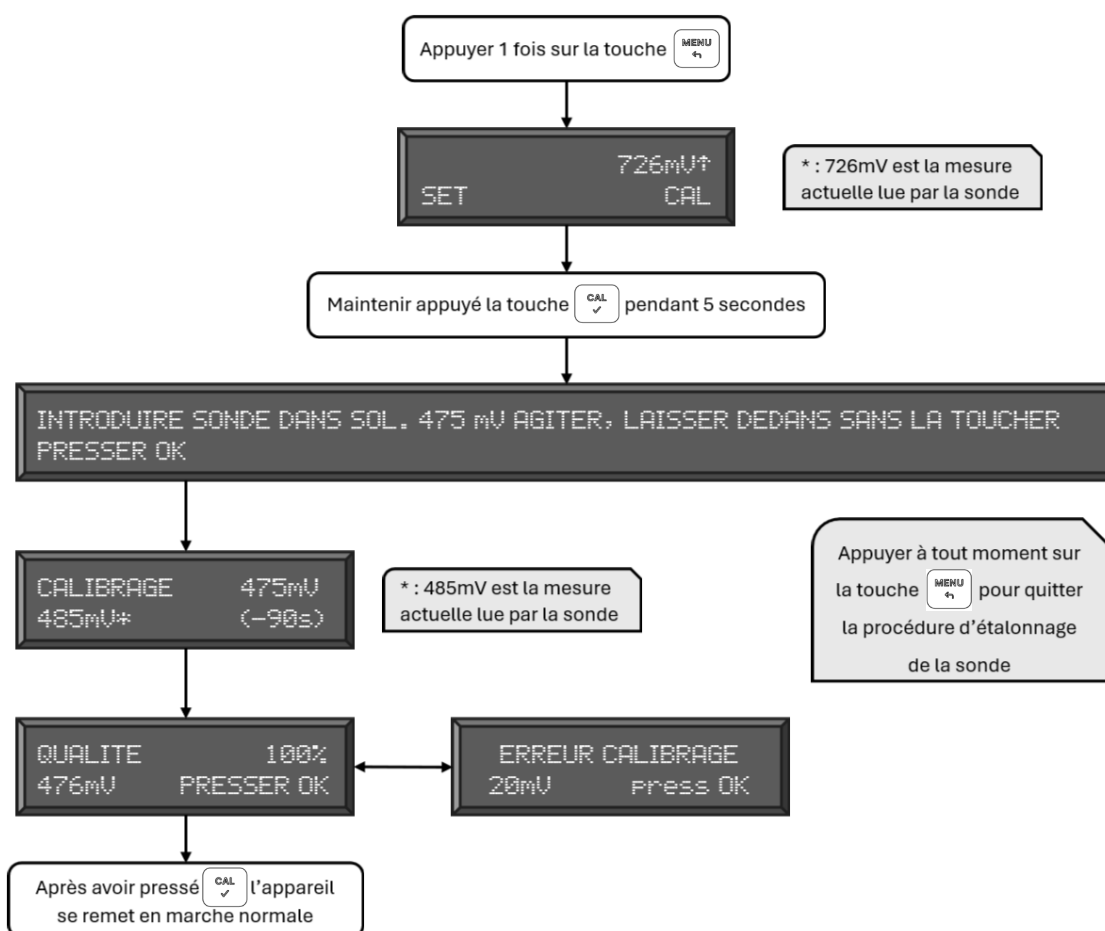 Appuyer 1 fois sur la touche MENU
726mV↑
SET CAL
* : 726mV est la mesure
actuelle lue par la sonde
Maintenir appuyé la touche CAL pendant 5 secondes
INTRODUIRE SONDE DANS SOL. 475 mV AGITER, LAISSER DEDANS SANS LA TOUCHER
PRESSER OK
CALIBRAGE 475mV
485mV* (-90s)
* : 485mV est la mesure
actuelle lue par la sonde
Appuyer à tout moment sur
la touche MENU pour quitter
la procédure d’étalonnage
de la sonde
QUALITE 100%
476mV PRESSER OK
ERREUR CALIBRAGE
20mV press OK
Après avoir pressé CAL l’appareil
se remet en marche normale